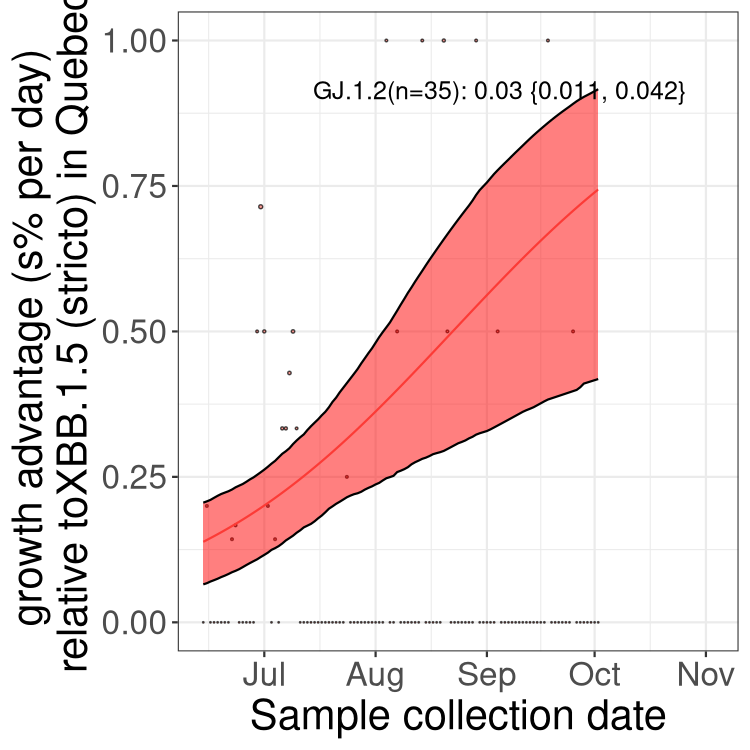 growth advantage (s% per day)
relative toXBB.1.5 (stricto) in Quebec
1.00
GJ.1.2(n=35): 0.03 {0.011, 0.042}
0.75
0.50
0.25
0.00
Jul Aug Sep Oct Nov
Sample collection date